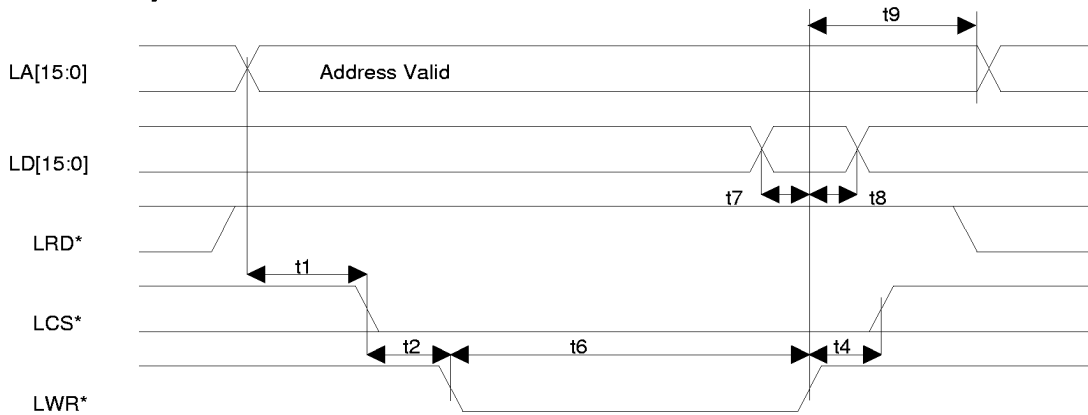 t9
LA[15:0]
Address Valid
LD[15:0]
t7
t8
LRD*
t1
LCS*
t2
t6
t4
LWR*